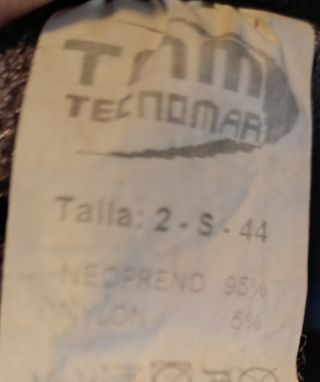 TNM
TECNOMAR
Talla: 2 - S - 44
NEOPRENO 95%
NYLON 5%